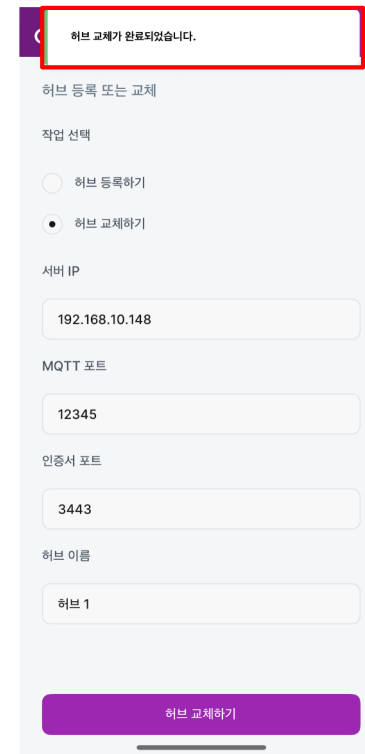 허브 교체가 완료되었습니다.
허브 등록 또는 교체
작업 선택
허브 등록하기
허브 교체하기
서버 IP
192.168.10.148
MQTT 포트
12345
인증서 포트
3443
허브 이름
허브 1
허브 교체하기